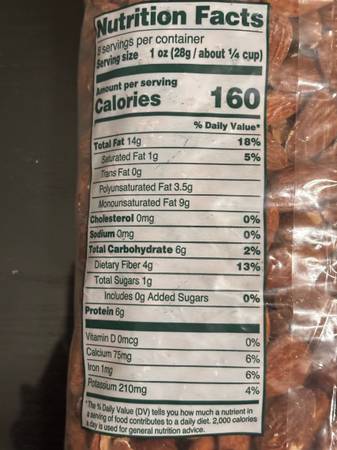 Nutrition Facts
8 servings per container
Serving size 1 oz (28g / about 1/4 cup)
Amount per serving
Calories 160
% Daily Value*
Total Fat 14g 18%
Saturated Fat 1g 5%
Trans Fat 0g
Polyunsaturated Fat 3.5g
Monounsaturated Fat 9g
Cholesterol 0mg 0%
Sodium 0mg 0%
Total Carbohydrate 6g 2%
Dietary Fiber 4g 13%
Total Sugars 1g
Includes 0g Added Sugars 0%
Protein 6g
Vitamin D 0mcg 0%
Calcium 75mg 6%
Iron 1mg 6%
Potassium 210mg 4%
*The % Daily Value (DV) tells you how much a nutrient in
a serving of food contributes to a daily diet. 2,000 calories
a day is used for general nutrition advice.